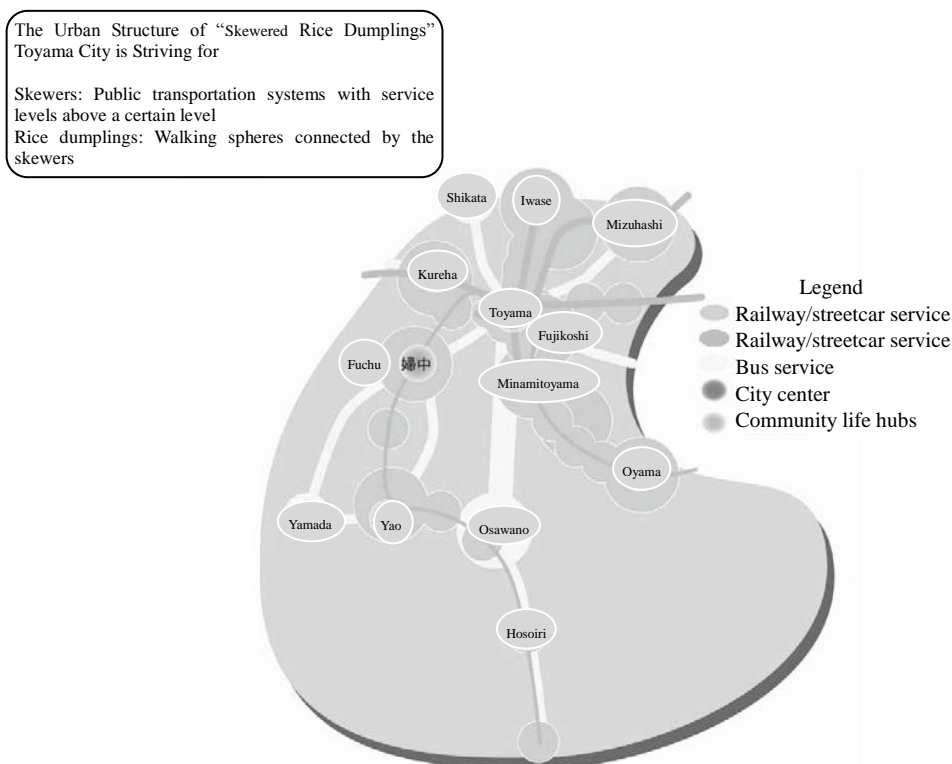 The Urban Structure of “Skewered Rice Dumplings”
Toyama City is Striving for
Skewers: Public transportation systems with service
levels above a certain level
Rice dumplings: Walking spheres connected by the
skewers
Shikata
Iwase
Mizuhashi
Kureha
Toyama
Fujikoshi
Fuchu
婦中
Minamitoyama
Oyama
Yamada
Yao
Osawano
Hosoiri
Legend
Railway/streetcar service
Railway/streetcar service
Bus service
City center
Community life hubs